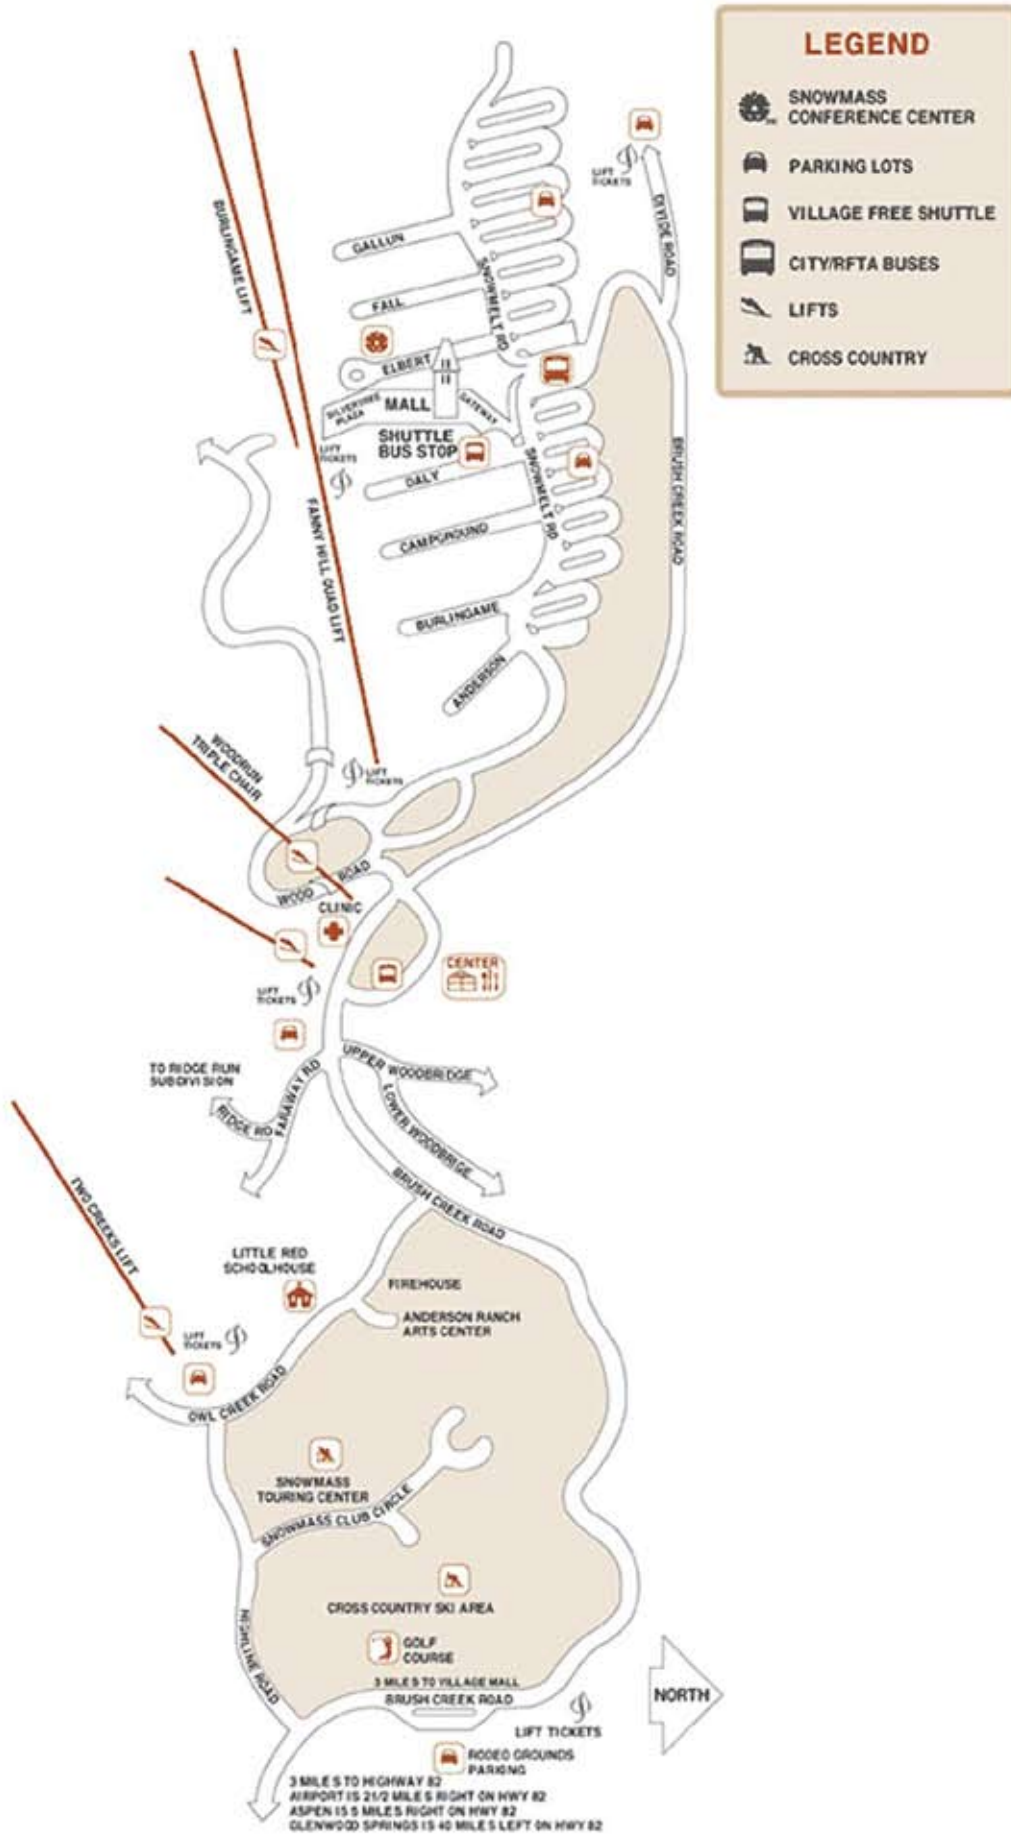 LEGEND
SNOWMASS
CONFERENCE CENTER
PARKING LOTS
VILLAGE FREE SHUTTLE
CITY/RFTA BUSES
LIFTS
CROSS COUNTRY
LIFT
TICKETS
DIVIDE ROAD
BURLINGAME LIFT
GALLUN
SNOWMELT RD
FALL
ELBERT
SILVERTREE
PLAZA
MALL
GATEWAY
SHUTTLE
BUS STOP
LIFT
TICKETS
DALY
SNOWMELT RD
BRUSH CREEK ROAD
FANNY HILL QUAD LIFT
CAMPGROUND
BURLINGAME
ANDERSON
WOODRUN
TRIPLE CHAIR
LIFT
TICKETS
WOOD ROAD
CLINIC
CENTER
LIFT
TICKETS
TO RIDGE RUN
SUBDIVISION
RIDGE RD
FARAWAY RD
UPPER WOODBRIDGE
LOWER WOODBRIGE
BRUSH CREEK ROAD
TWO CREEKS LIFT
LITTLE RED
SCHOOLHOUSE
FIREHOUSE
ANDERSON RANCH
ARTS CENTER
LIFT
TICKETS
OWL CREEK ROAD
SNOWMASS
TOURING CENTER
SNOWMASS CLUB CIRCLE
CROSS COUNTRY SKI AREA
HIGHLINE ROAD
GOLF
COURSE
3 MILES TO VILLAGE MALL
BRUSH CREEK ROAD
NORTH
LIFT TICKETS
RODEO GROUNDS
PARKING
3 MILES TO HIGHWAY 82
AIRPORT IS 21/2 MILES RIGHT ON HWY 82
ASPEN IS 5 MILES RIGHT ON HWY 82
GLENWOOD SPRINGS IS 40 MILES LEFT ON HWY 82